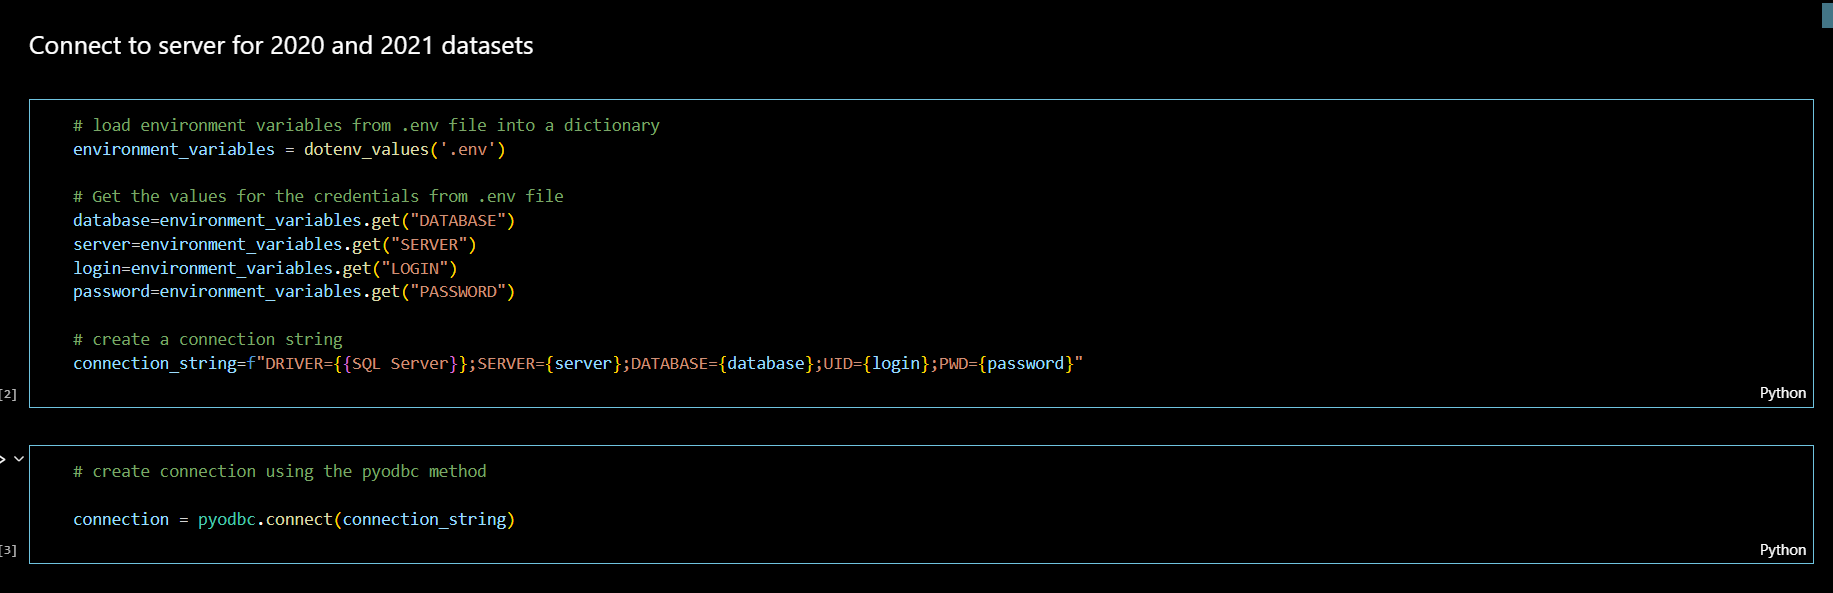 Connect to server for 2020 and 2021 datasets
# load environment variables from .env file into a dictionary
environment_variables = dotenv_values('.env')
# Get the values for the credentials from .env file
database=environment_variables.get("DATABASE")
server=environment_variables.get("SERVER")
login=environment_variables.get("LOGIN")
password=environment_variables.get("PASSWORD")
# create a connection string
connection_string=f"DRIVER={{SQL Server}};SERVER={server};DATABASE={database};UID={login};PWD={password}"
[2]
Python
# create connection using the pyodbc method
connection = pyodbc.connect(connection_string)
[3]
Python